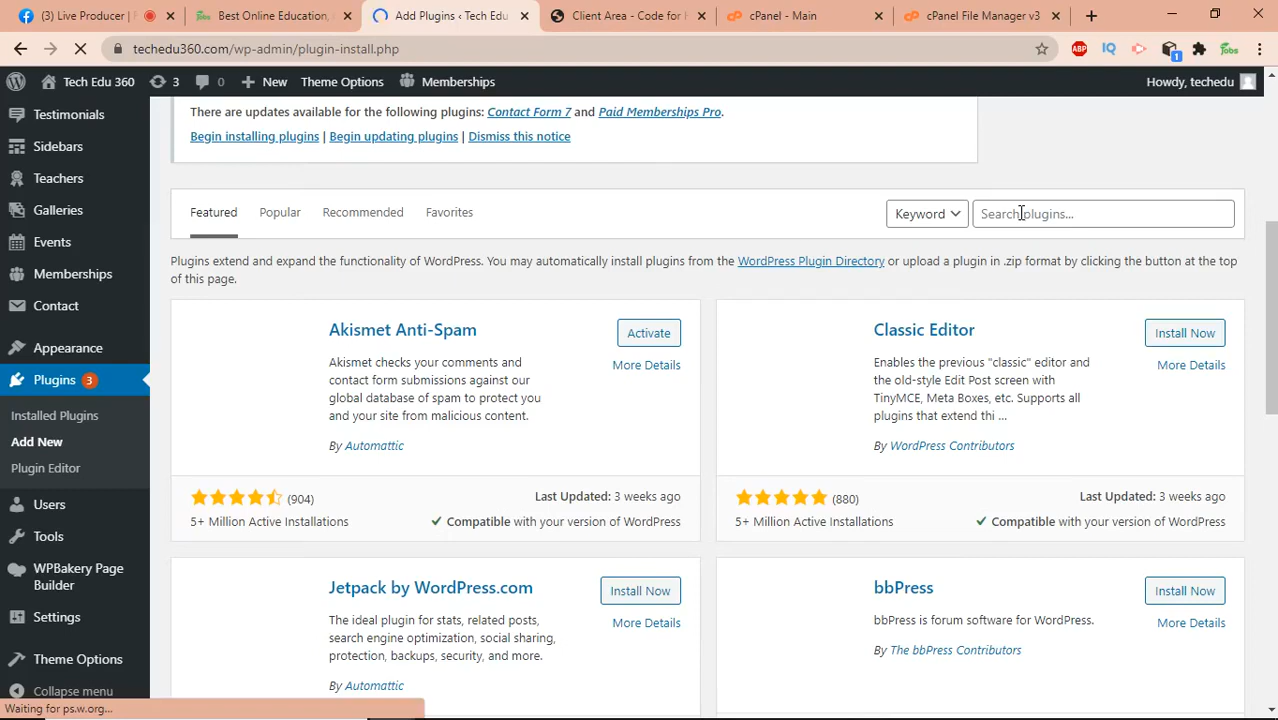 (3) Live Producer |
Best Online Education,
Add Plugins ‹ Tech Edu
Client Area - Code for
cPanel - Main
cPanel File Manager v3
techedu360.com/wp-admin/plugin-install.php
ABP
IQ
1
Jobs
Tech Edu 360
3
0
New
Theme Options
Memberships
Howdy, techedu
Testimonials
Sidebars
Teachers
Galleries
Events
Memberships
Contact
Appearance
Plugins 3
Installed Plugins
Add New
Plugin Editor
Users
Tools
WPBakery Page
Builder
Settings
Theme Options
Collapse menu
There are updates available for the following plugins: Contact Form 7 and Paid Memberships Pro.
Begin installing plugins | Begin updating plugins | Dismiss this notice
Featured
Popular
Recommended
Favorites
Keyword
Search plugins...
Plugins extend and expand the functionality of WordPress. You may automatically install plugins from the WordPress Plugin Directory or upload a plugin in .zip format by clicking the button at the top
of this page.
Akismet Anti-Spam
Activate
More Details
Akismet checks your comments and
contact form submissions against our
global database of spam to protect you
and your site from malicious content.
By Automattic
(904)
Last Updated: 3 weeks ago
5+ Million Active Installations
Compatible with your version of WordPress
Classic Editor
Install Now
More Details
Enables the previous "classic" editor and
the old-style Edit Post screen with
TinyMCE, Meta Boxes, etc. Supports all
plugins that extend thi ...
By WordPress Contributors
(880)
Last Updated: 3 weeks ago
5+ Million Active Installations
Compatible with your version of WordPress
Jetpack by WordPress.com
Install Now
More Details
The ideal plugin for stats, related posts,
search engine optimization, social sharing,
protection, backups, security, and more.
By Automattic
bbPress
Install Now
More Details
bbPress is forum software for WordPress.
By The bbPress Contributors
Waiting for ps.w.org...